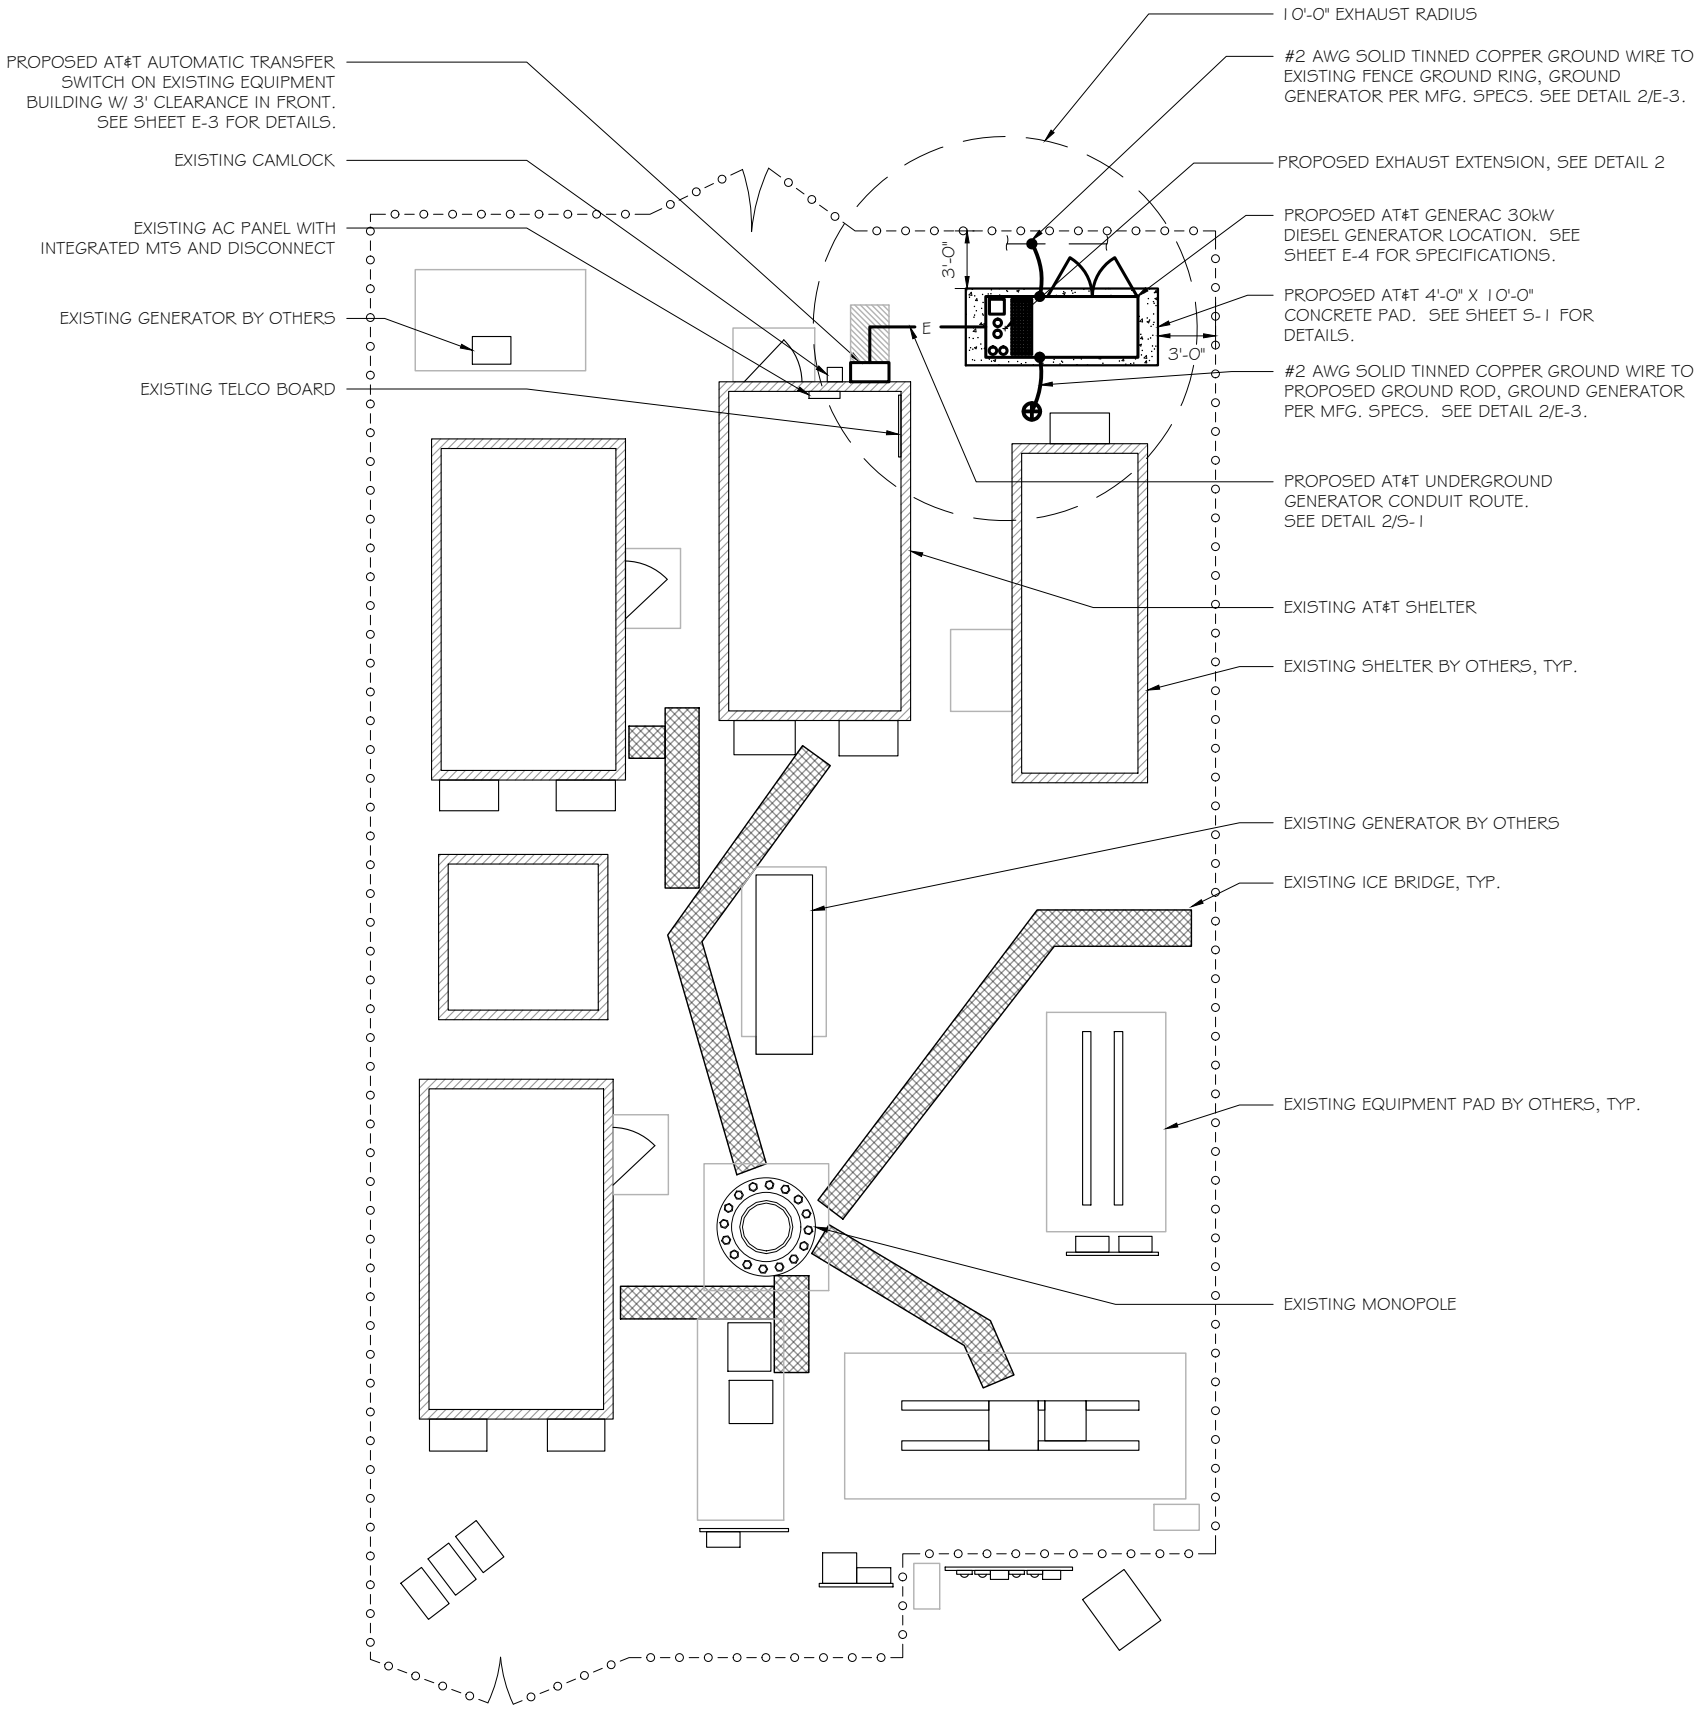 PROPOSED AT&T AUTOMATIC TRANSFER
SWITCH ON EXISTING EQUIPMENT
BUILDING W/ 3' CLEARANCE IN FRONT.
SEE SHEET E-3 FOR DETAILS.
EXISTING CAMLOCK
EXISTING AC PANEL WITH
INTEGRATED MTS AND DISCONNECT
EXISTING GENERATOR BY OTHERS
EXISTING TELCO BOARD
10'-0" EXHAUST RADIUS
#2 AWG SOLID TINNED COPPER GROUND WIRE TO
EXISTING FENCE GROUND RING, GROUND
GENERATOR PER MFG. SPECS. SEE DETAIL 2/E-3.
PROPOSED EXHAUST EXTENSION, SEE DETAIL 2
PROPOSED AT&T GENERAC 30kW
DIESEL GENERATOR LOCATION. SEE
SHEET E-4 FOR SPECIFICATIONS.
PROPOSED AT&T 4'-0" X 10'-0"
CONCRETE PAD. SEE SHEET S-1 FOR
DETAILS.
3'-0"
3'-0"
E
#2 AWG SOLID TINNED COPPER GROUND WIRE TO
PROPOSED GROUND ROD, GROUND GENERATOR
PER MFG. SPECS. SEE DETAIL 2/E-3.
PROPOSED AT&T UNDERGROUND
GENERATOR CONDUIT ROUTE.
SEE DETAIL 2/S-1
EXISTING AT&T SHELTER
EXISTING SHELTER BY OTHERS, TYP.
EXISTING GENERATOR BY OTHERS
EXISTING ICE BRIDGE, TYP.
EXISTING EQUIPMENT PAD BY OTHERS, TYP.
EXISTING MONOPOLE